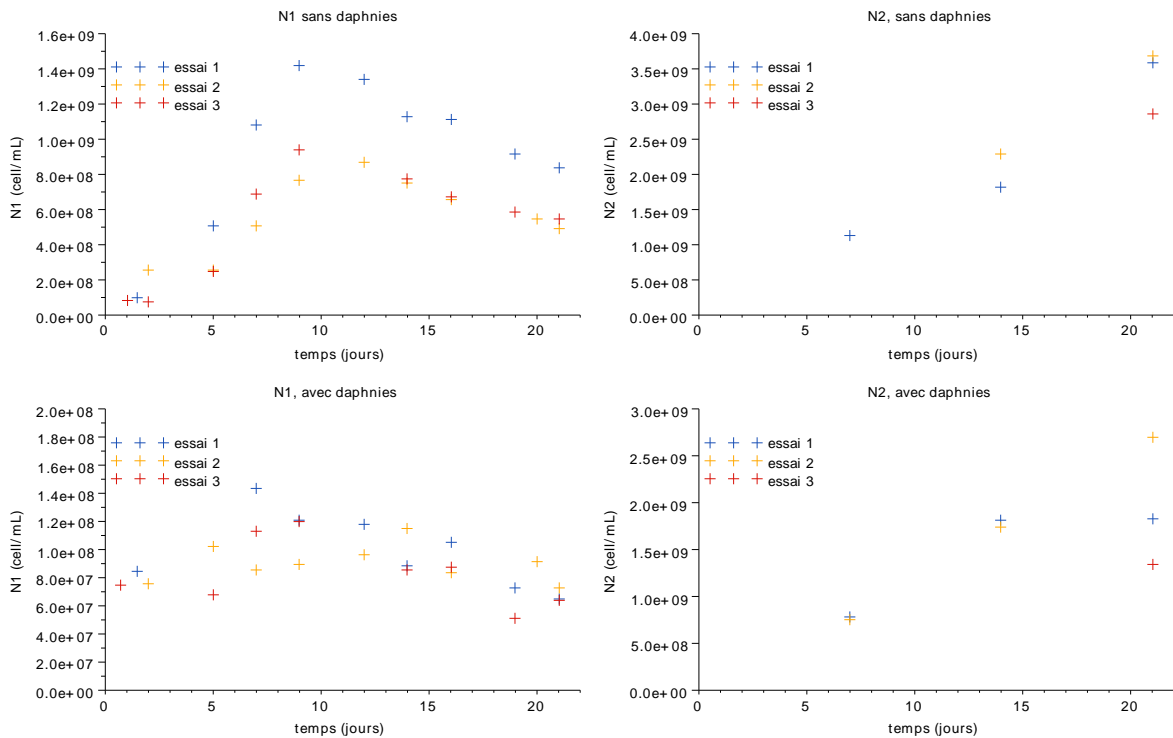 N1 sans daphnies
1.6e+ 09
1.4e+ 09
1.2e+ 09
1.0e+ 09
8.0e+ 08
6.0e+ 08
4.0e+ 08
2.0e+ 08
0.0e+ 00
N1 (cell/ mL)
essai 1
essai 2
essai 3
0 5 10 15 20
temps (jours)
N2, sans daphnies
4.0e+ 09
3.5e+ 09
3.0e+ 09
2.5e+ 09
2.0e+ 09
1.5e+ 09
1.0e+ 09
5.0e+ 08
0.0e+ 00
N2 (cell/ mL)
essai 1
essai 2
essai 3
0 5 10 15 20
temps (jours)
N1, avec daphnies
2.0e+ 08
1.8e+ 08
1.6e+ 08
1.4e+ 08
1.2e+ 08
1.0e+ 08
8.0e+ 07
6.0e+ 07
4.0e+ 07
2.0e+ 07
0.0e+ 00
N1 (cell/ mL)
essai 1
essai 2
essai 3
0 5 10 15 20
temps (jours)
N2, avec daphnies
3.0e+ 09
2.5e+ 09
2.0e+ 09
1.5e+ 09
1.0e+ 09
5.0e+ 08
0.0e+ 00
N2 (cell/ mL)
essai 1
essai 2
essai 3
0 5 10 15 20
temps (jours)